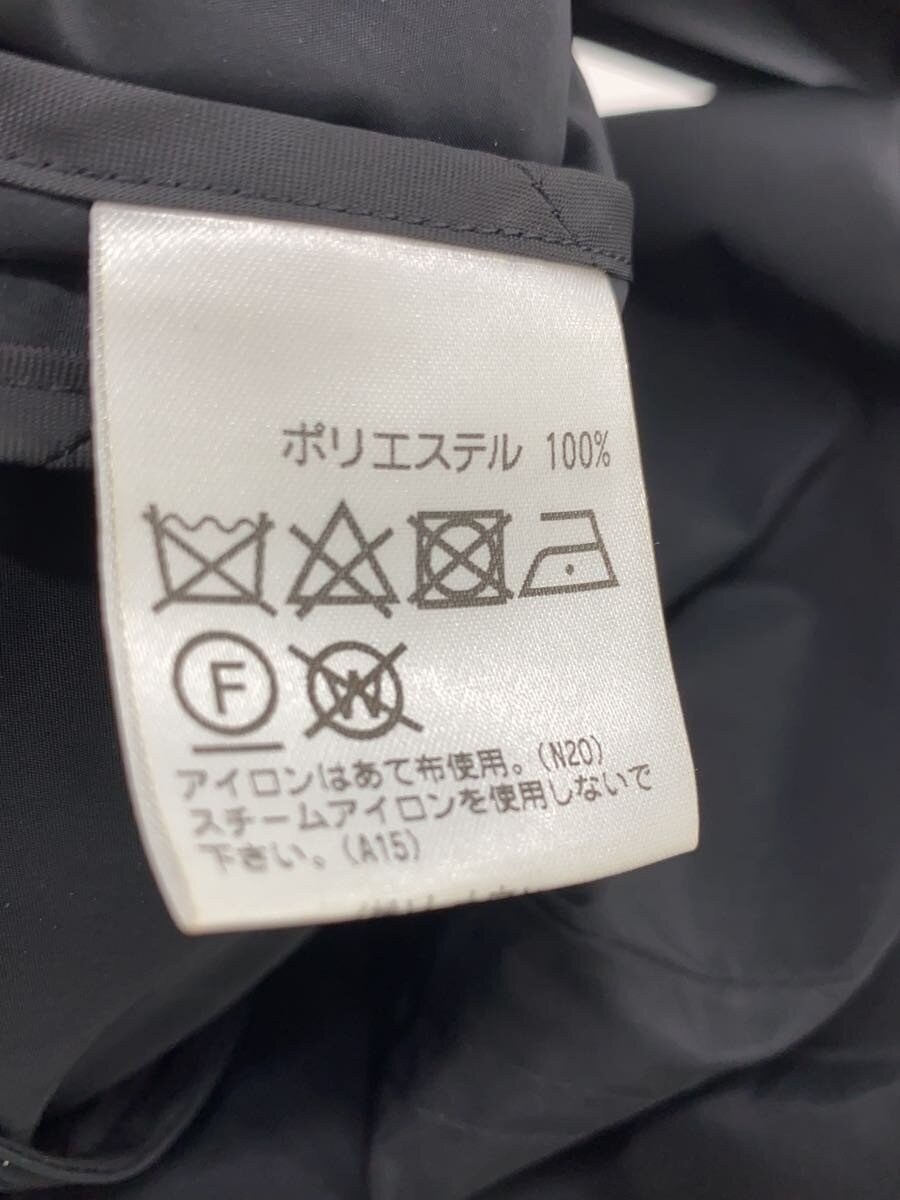 ポリエステル 100%
F
W
アイロンはあて布使用。(N20)
スチームアイロンを使用しないで
下さい。(A15)